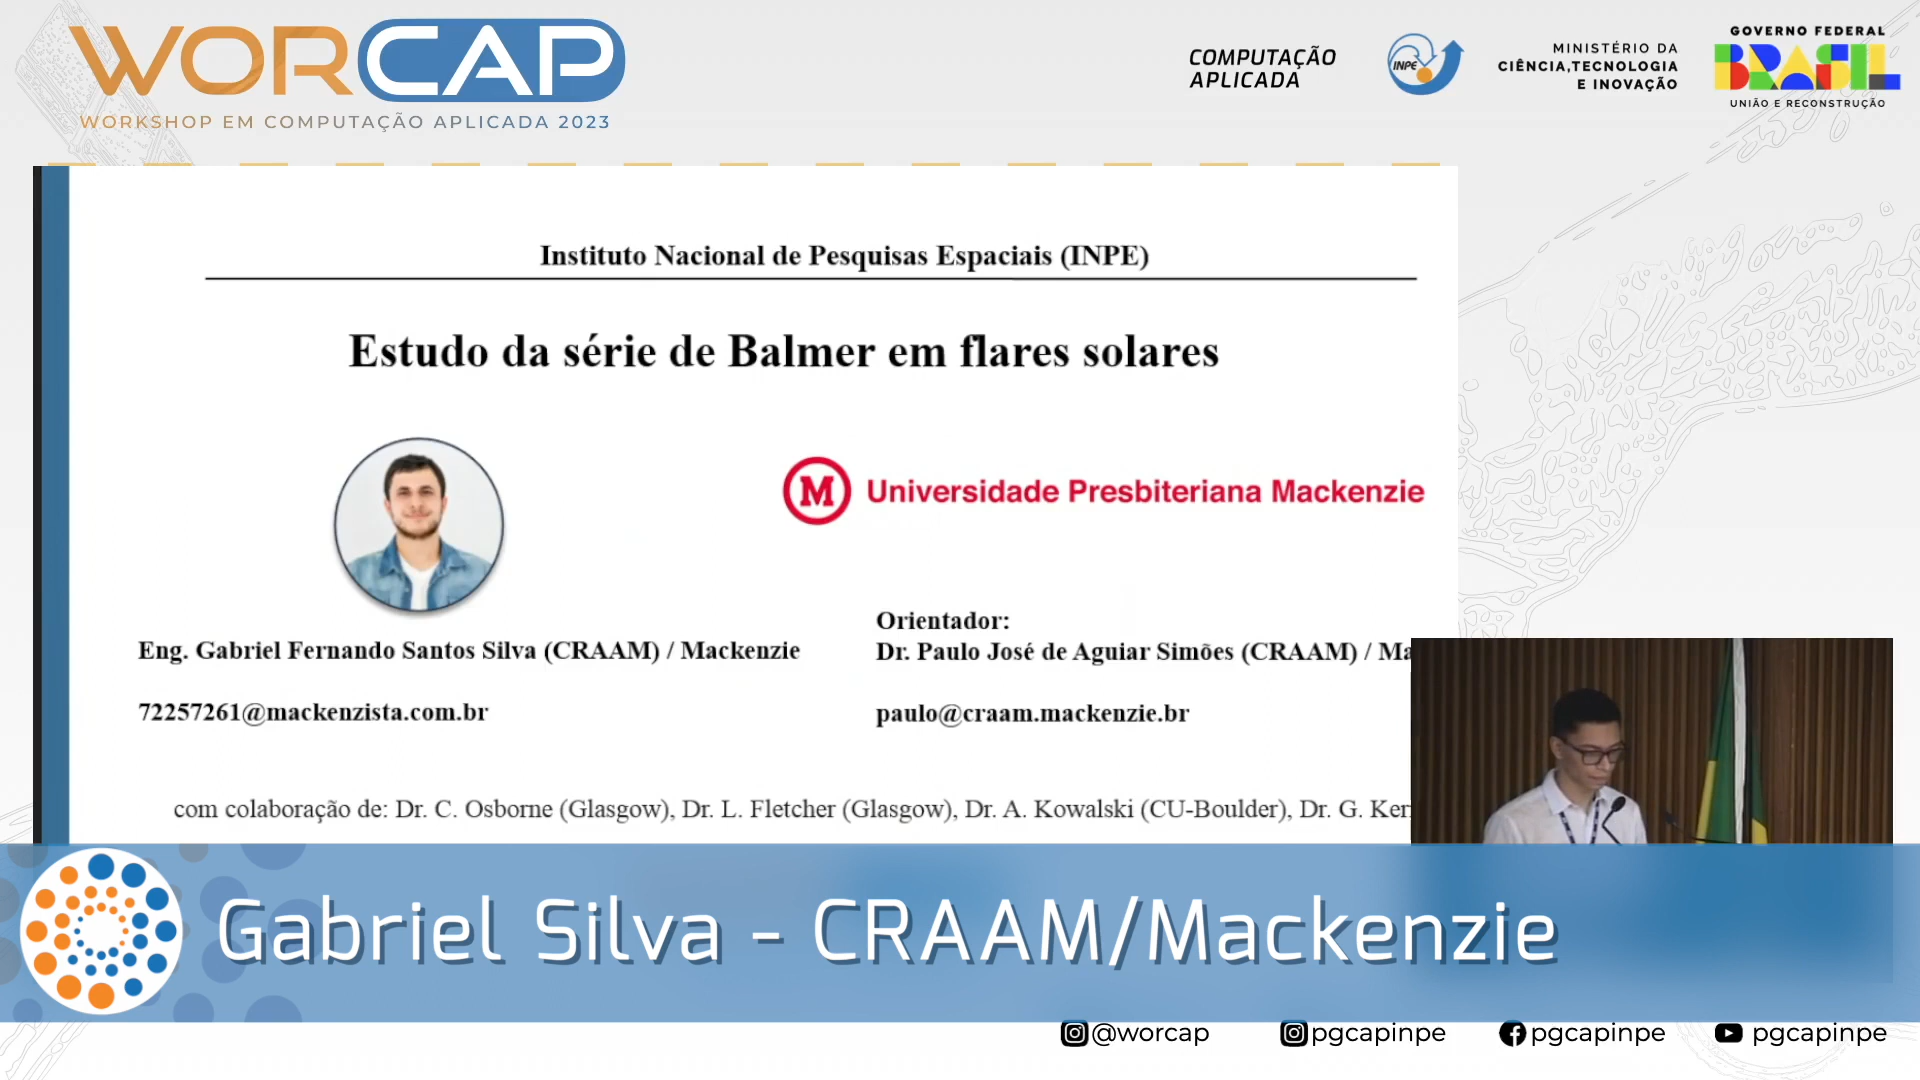 WORCAP
WORKSHOP EM COMPUTAÇÃO APLICADA 2023
COMPUTAÇÃO
APLICADA
INPE
MINISTÉRIO DA
CIÊNCIA,TECNOLOGIA
E INOVAÇÃO
GOVERNO FEDERAL
BRASIL
UNIÃO E RECONSTRUÇÃO
Instituto Nacional de Pesquisas Espaciais (INPE)
Estudo da série de Balmer em flares solares
M Universidade Presbiteriana Mackenzie
Eng. Gabriel Fernando Santos Silva (CRAAM) / Mackenzie
72257261@mackenzista.com.br
Orientador:
Dr. Paulo José de Aguiar Simões (CRAAM) / Ma
paulo@craam.mackenzie.br
com colaboração de: Dr. C. Osborne (Glasgow), Dr. L. Fletcher (Glasgow), Dr. A. Kowalski (CU-Boulder), Dr. G. Ker
Gabriel Silva - CRAAM/Mackenzie
@worcap pgcapinpe pgcapinpe pgcapinpe